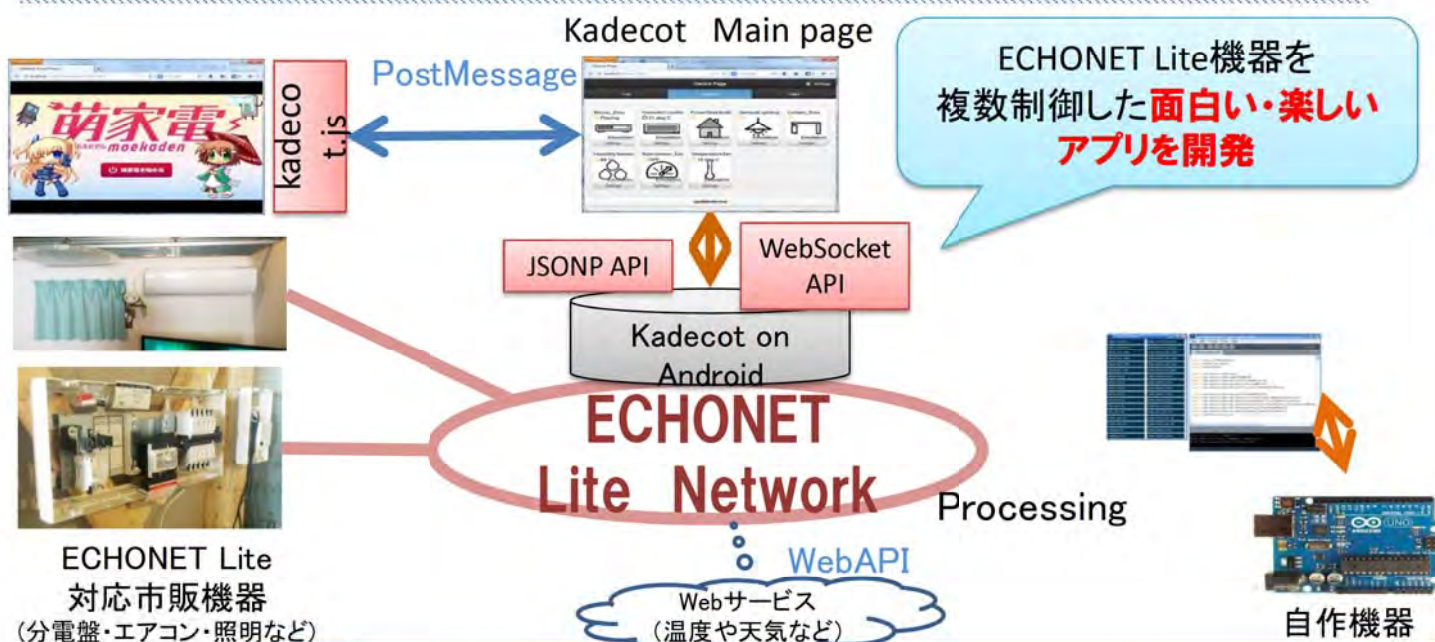 Kadecot Main page
ECHONET Lite機器を
複数制御した面白い・楽しい
アプリを開発
PostMessage
kadeco
t.js
萌家電
moekaden
JSONP API
WebSocket
API
Kadecot on
Android
ECHONET
Lite Network
Processing
WebAPI
Webサービス
(温度や天気など)
ECHONET Lite
対応市販機器
(分電盤・エアコン・照明など)
UNO
自作機器